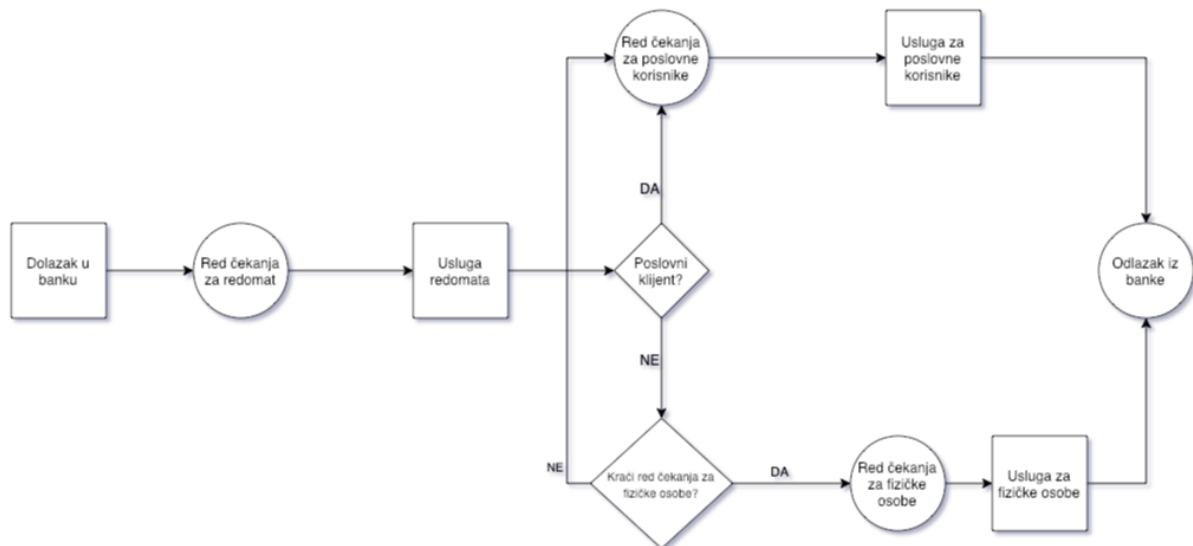 Red čekanja
za poslovne
korisnike
Usluga za
poslovne
korisnike
DA
Dolazak u
banku
Red čekanja
za redomat
Usluga
redomata
Poslovni
klijent?
Odlazak iz
banke
NE
NE
Kraći red čekanja za
fizičke osobe?
DA
Red čekanja
za fizičke
osobe
Usluga za
fizičke osobe